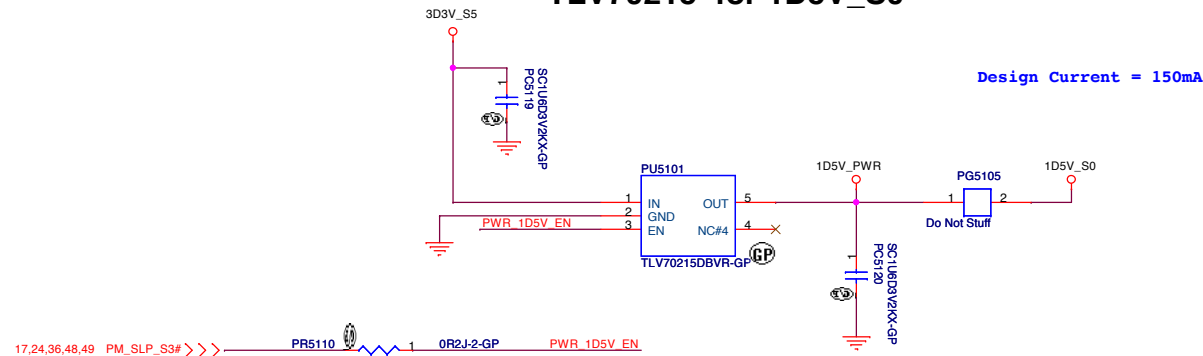 3D3V_S5
Design Current = 150mA
1
SC1U6D3V2KX-GP
PC5119
PU5101
1D5V_PWR
1D5V_S0
PG5105
1 IN OUT 5
1 2
2 GND
PWR_1D5V_EN 3 EN NC#4 4
Do Not Stuff
TLV70215DBVR-GP
GP
1
SC1U6D3V2KX-GP
PC5120
17,24,36,48,49 PM_SLP_S3# PR5110 1 0R2J-2-GP PWR_1D5V_EN